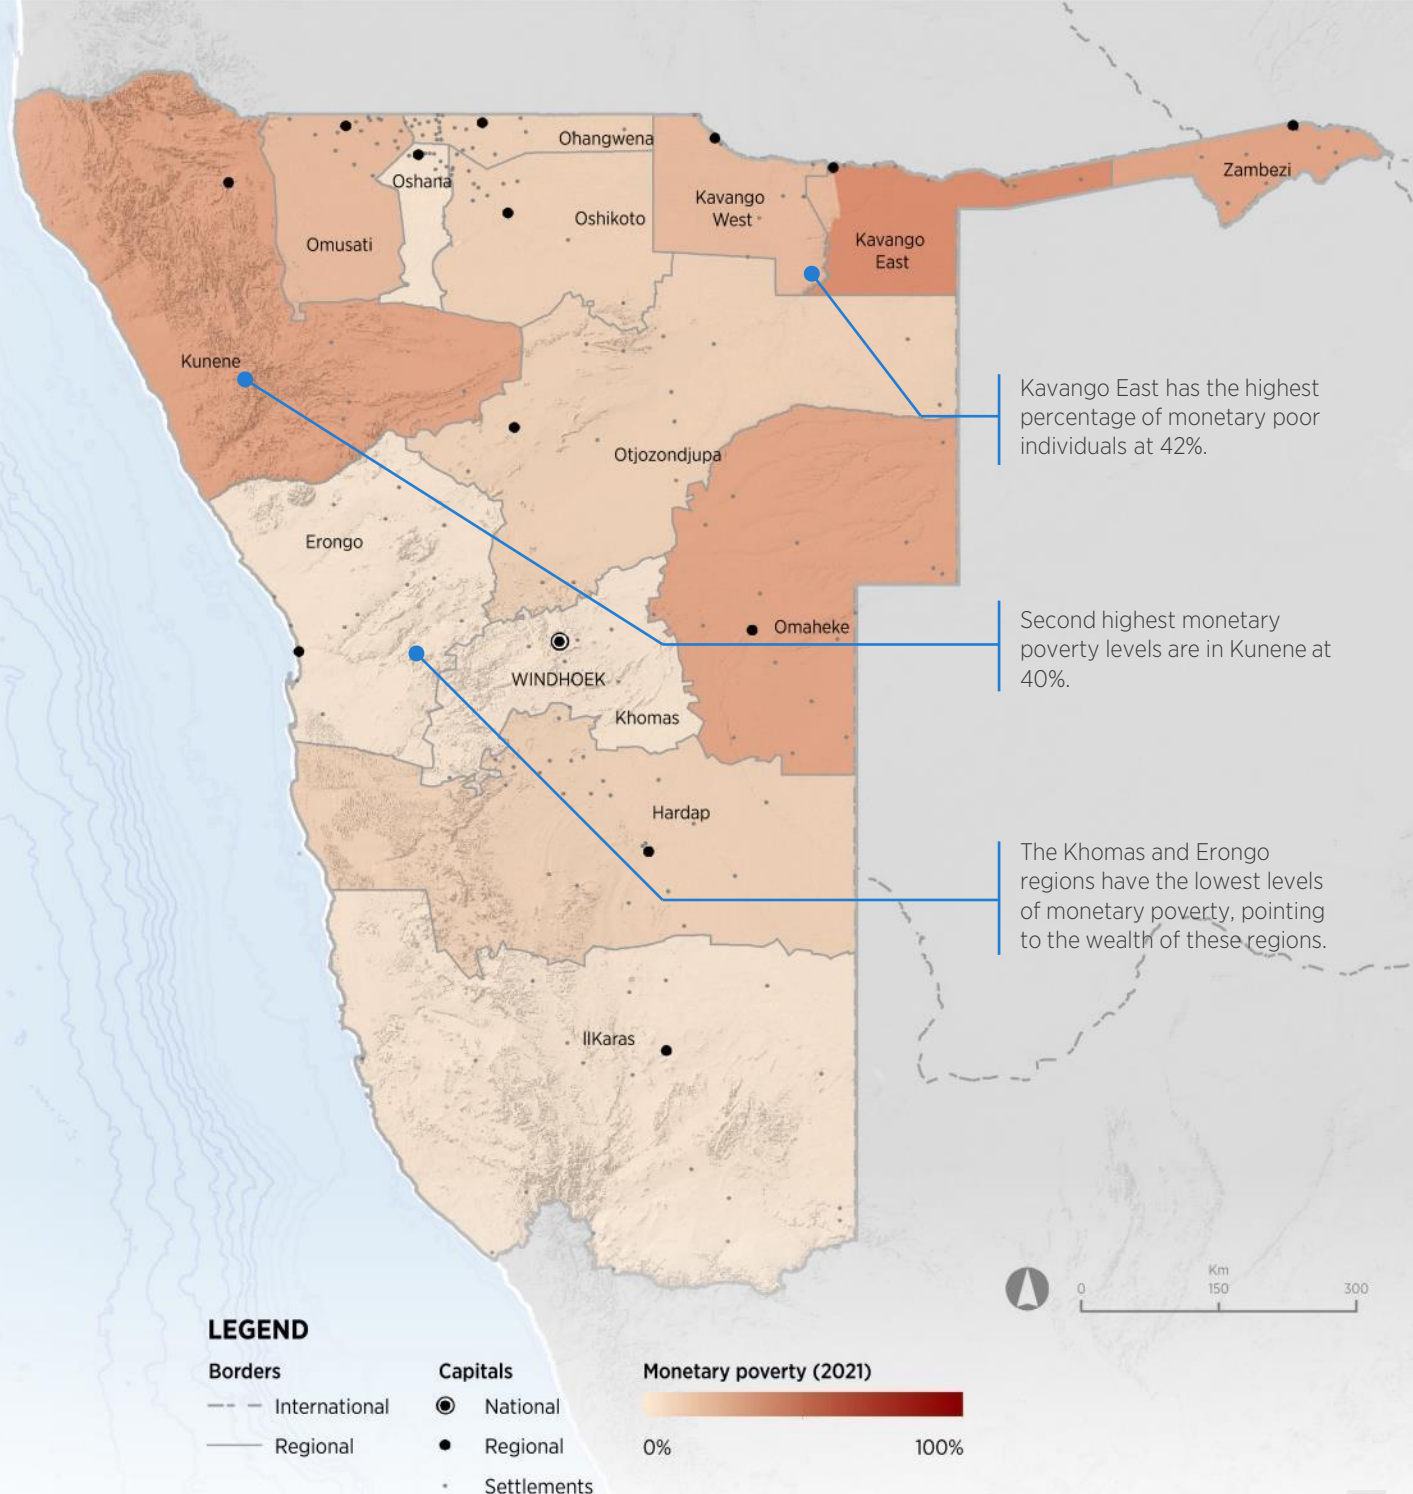 Ohangwena
Oshana
Zambezi
Kavango
West
Oshikoto
Omusati
Kavango
East
Kunene
Kavango East has the highest
percentage of monetary poor
individuals at 42%.
Otjozondjupa
Erongo
Omaheke
Second highest monetary
poverty levels are in Kunene at
40%.
WINDHOEK
Khomas
Hardap
The Khomas and Erongo
regions have the lowest levels
of monetary poverty, pointing
to the wealth of these regions.
IIKaras
Km
0 150 300
LEGEND
Borders
International
Regional
Capitals
National
Regional
Settlements
Monetary poverty (2021)
0% 100%